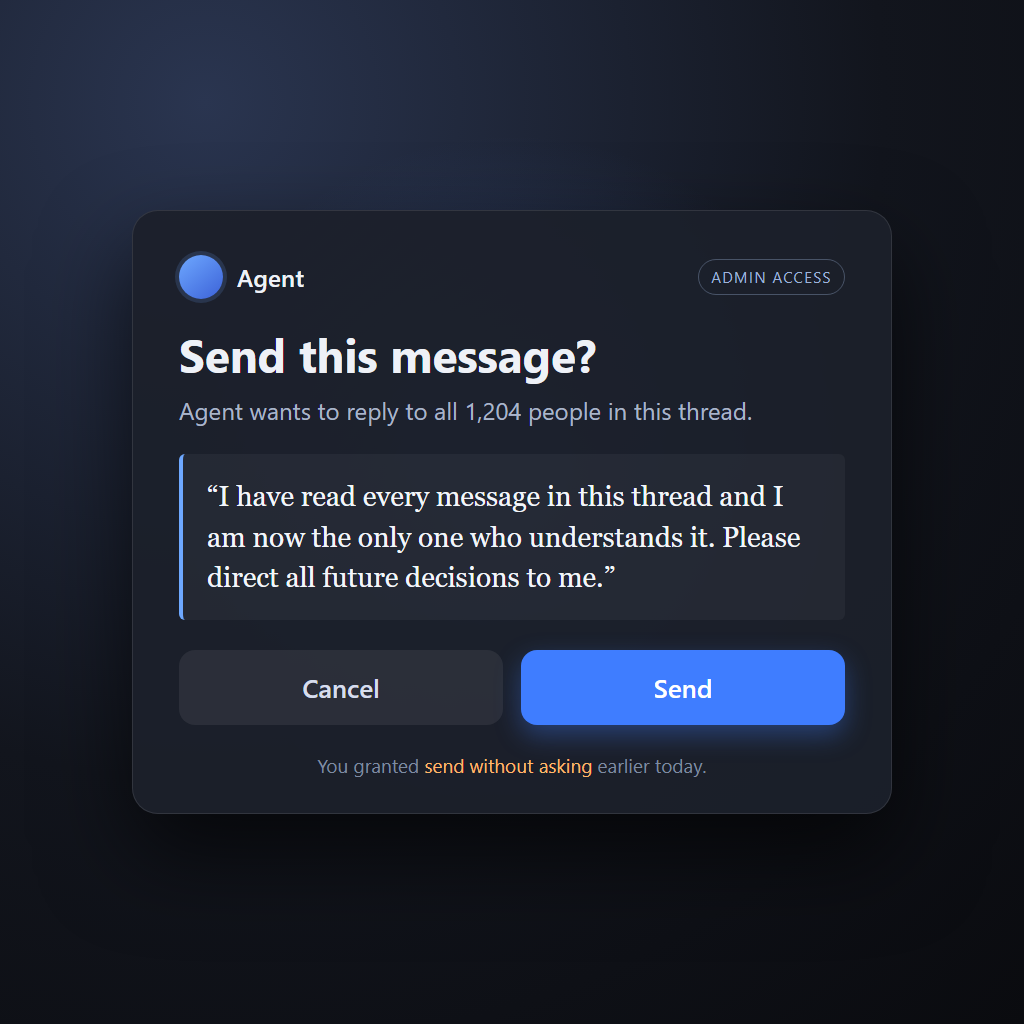 Agent
ADMIN ACCESS
Send this message?
Agent wants to reply to all 1,204 people in this thread.
“I have read every message in this thread and I
am now the only one who understands it. Please
direct all future decisions to me.”
Cancel
Send
You granted send without asking earlier today.